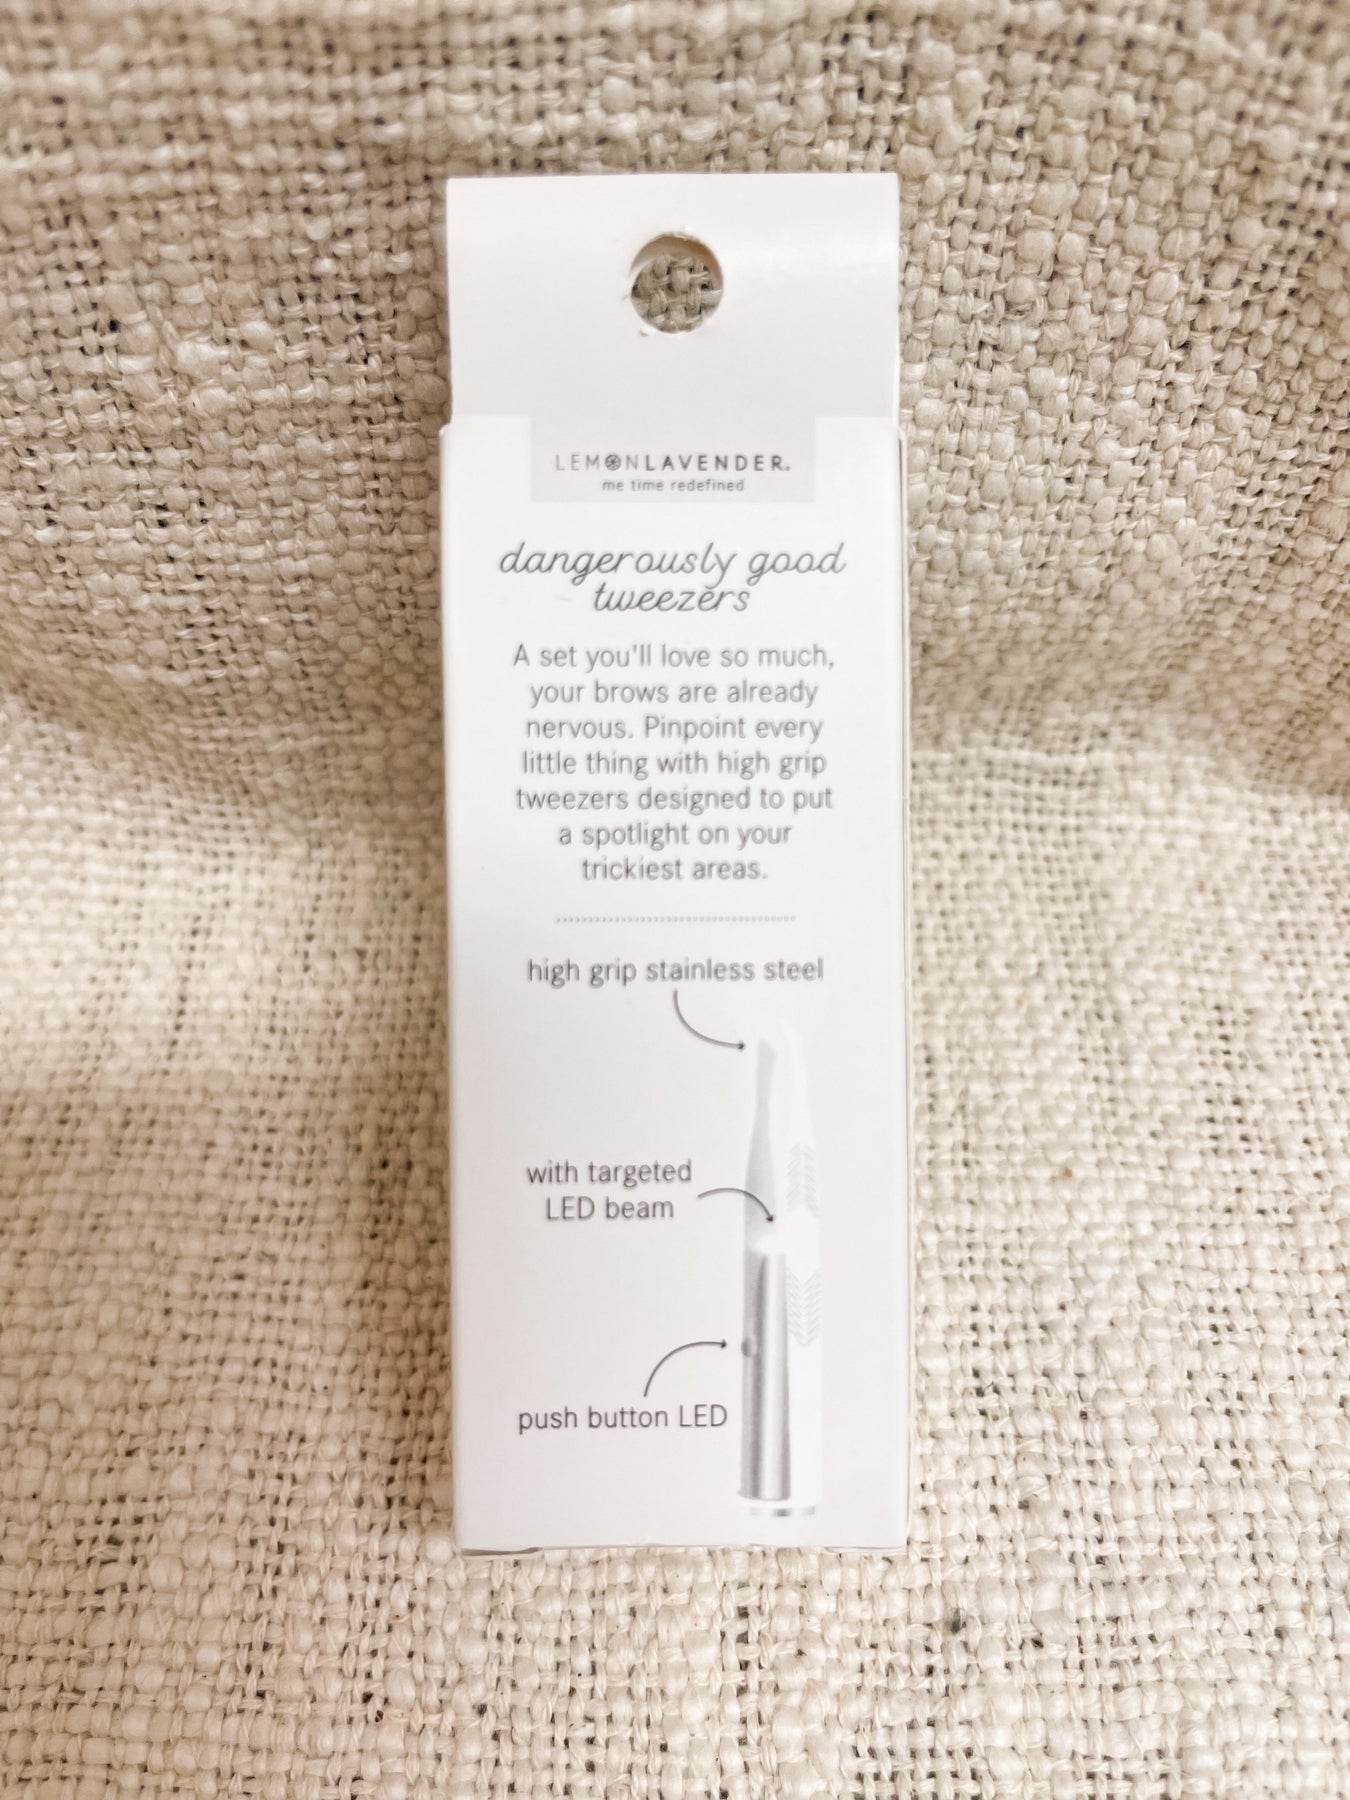 LEMONLAVENDER®
me time redefined
dangerously good
tweezers
A set you'll love so much,
your brows are already
nervous. Pinpoint every
little thing with high grip
tweezers designed to put
a spotlight on your
trickiest areas.
high grip stainless steel
with targeted
LED beam
push button LED